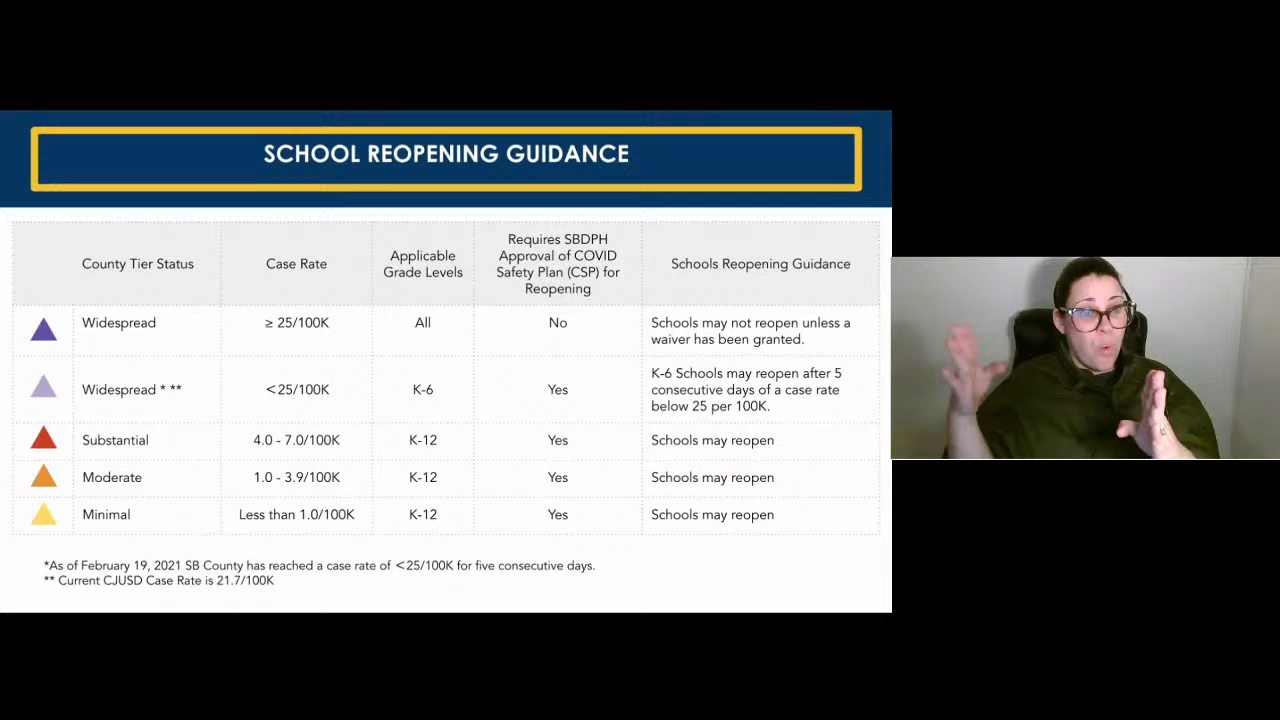 SCHOOL REOPENING GUIDANCE
County Tier Status
Case Rate
Applicable
Grade Levels
Requires SBDPH
Approval of COVID
Safety Plan (CSP) for
Reopening
Schools Reopening Guidance
Widespread
≥ 25/100K
All
No
Schools may not reopen unless a
waiver has been granted.
Widespread * **
<25/100K
K-6
Yes
K-6 Schools may reopen after 5
consecutive days of a case rate
below 25 per 100K.
Substantial
4.0 - 7.0/100K
K-12
Yes
Schools may reopen
Moderate
1.0 - 3.9/100K
K-12
Yes
Schools may reopen
Minimal
Less than 1.0/100K
K-12
Yes
Schools may reopen
*As of February 19, 2021 SB County has reached a case rate of <25/100K for five consecutive days.
** Current CJUSD Case Rate is 21.7/100K